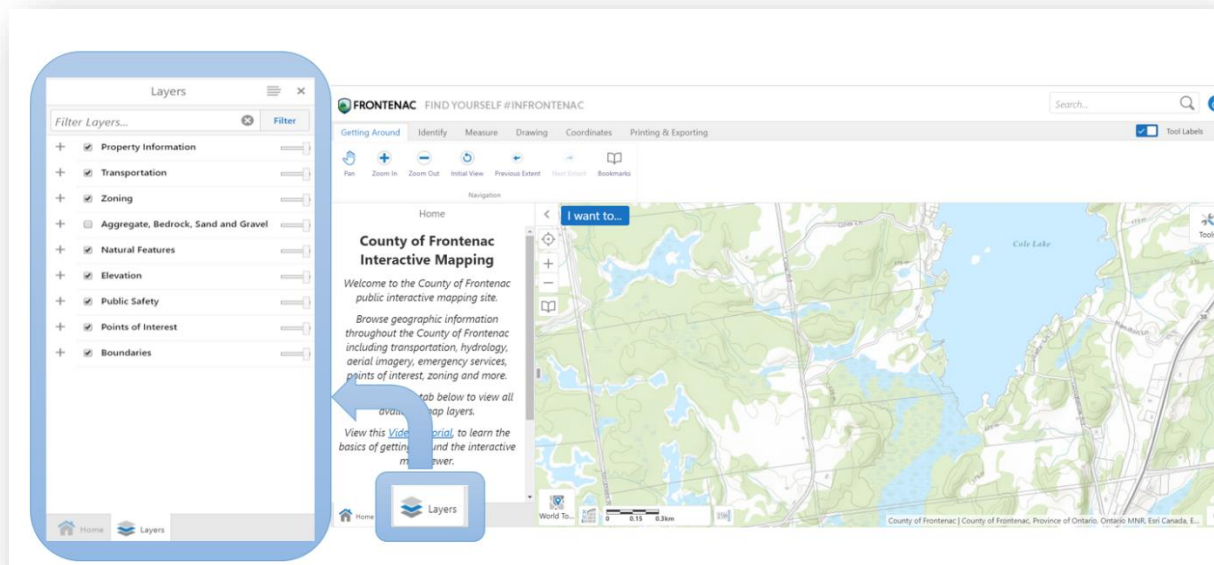 Layers
Filter Layers...
Filter
Property Information
Transportation
Zoning
Aggregate, Bedrock, Sand and Gravel
Natural Features
Elevation
Public Safety
Points of Interest
Boundaries
Home
Layers
FRONTENAC FIND YOURSELF #INFRONTENAC
Search...
Getting Around Identify Measure Drawing Coordinates Printing & Exporting
Tool Labels
Pan Zoom In Zoom Out Initial View Previous Extent Next Extent Bookmarks
Navigation
Home
County of Frontenac
Interactive Mapping
Welcome to the County of Frontenac
public interactive mapping site.
Browse geographic information
throughout the County of Frontenac
including transportation, hydrology,
aerial imagery, emergency services,
points of interest, zoning and more.
tab below to view all
map layers.
View this to learn the
basics of getting the interactive
Home
Layers
I want to...
Cole Lake
38
World To...
0 0.15 0.3km
County of Frontenac | County of Frontenac, Province of Ontario, Ontario MNR, Esri Canada, E...